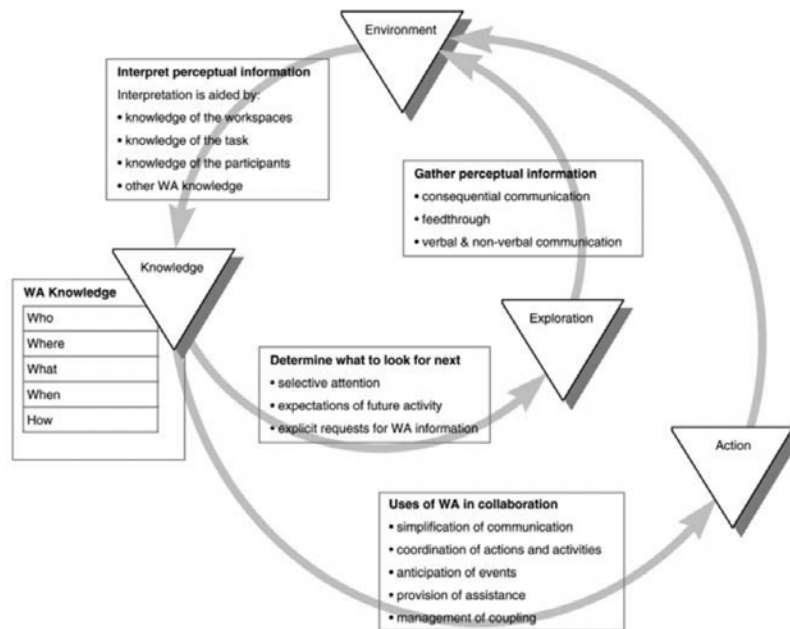 Environment
Interpret perceptual information
Interpretation is aided by:
• knowledge of the workspaces
• knowledge of the task
• knowledge of the participants
• other WA knowledge
Gather perceptual information
• consequential communication
• feedthrough
• verbal & non-verbal communication
Knowledge
WA Knowledge
Who
Where
What
When
How
Exploration
Determine what to look for next
• selective attention
• expectations of future activity
• explicit requests for WA information
Action
Uses of WA in collaboration
• simplification of communication
• coordination of actions and activities
• anticipation of events
• provision of assistance
• management of coupling